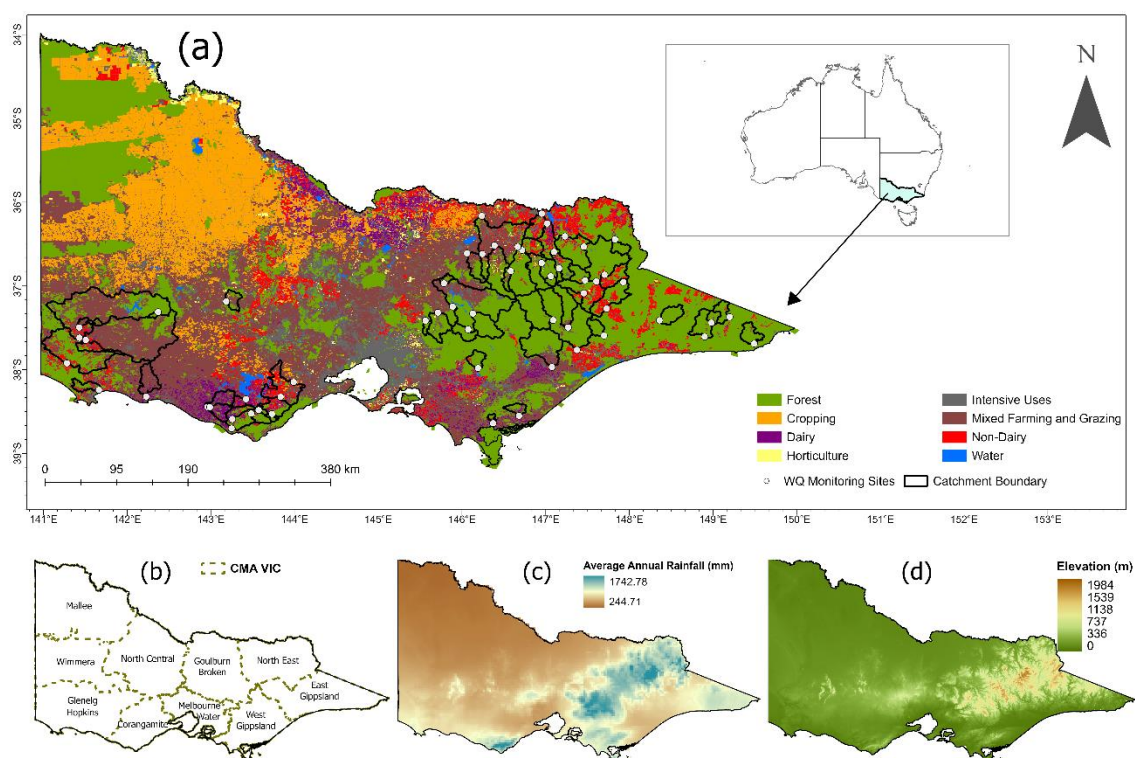 (a)
N
34°S
35°S
36°S
37°S
38°S
39°S
Forest
Cropping
Dairy
Horticulture
Intensive Uses
Mixed Farming and Grazing
Non-Dairy
Water
WQ Monitoring Sites
Catchment Boundary
0 95 190 280 380 km
141°E 142°E 143°E 144°E 145°E 146°E 147°E 148°E 149°E 150°E 151°E 152°E 153°E
(b)
CMA VIC
Mallee
Wimmera
North Central
Goulburn
Broken
North East
Glenelg
Hopkins
Corangamite
Melbourne
Water
West
Gippsland
East
Gippsland
(c)
Average Annual Rainfall (mm)
1742.78
244.71
(d)
Elevation (m)
1984
1539
1138
737
336
0